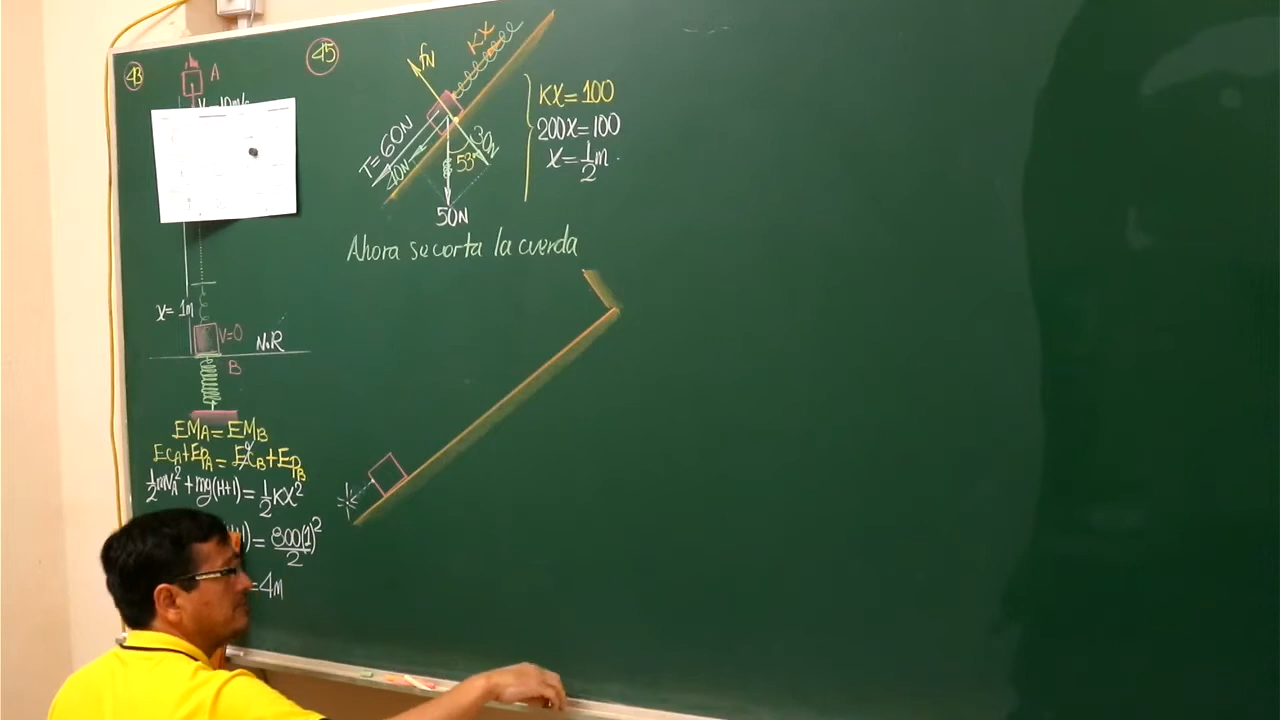 43
A
x = 1m
V=0
N.R
B
EMA = EMB
EcA + EpA = EcB + EpB
½mVA² + mg(H+1) = ½KX²
= 800(1)²/2
= 4m
45
fN
KX
T=60N
40N
30N
53°
50N
KX = 100
200X = 100
X = ½m.
Ahora se corta la cuerda